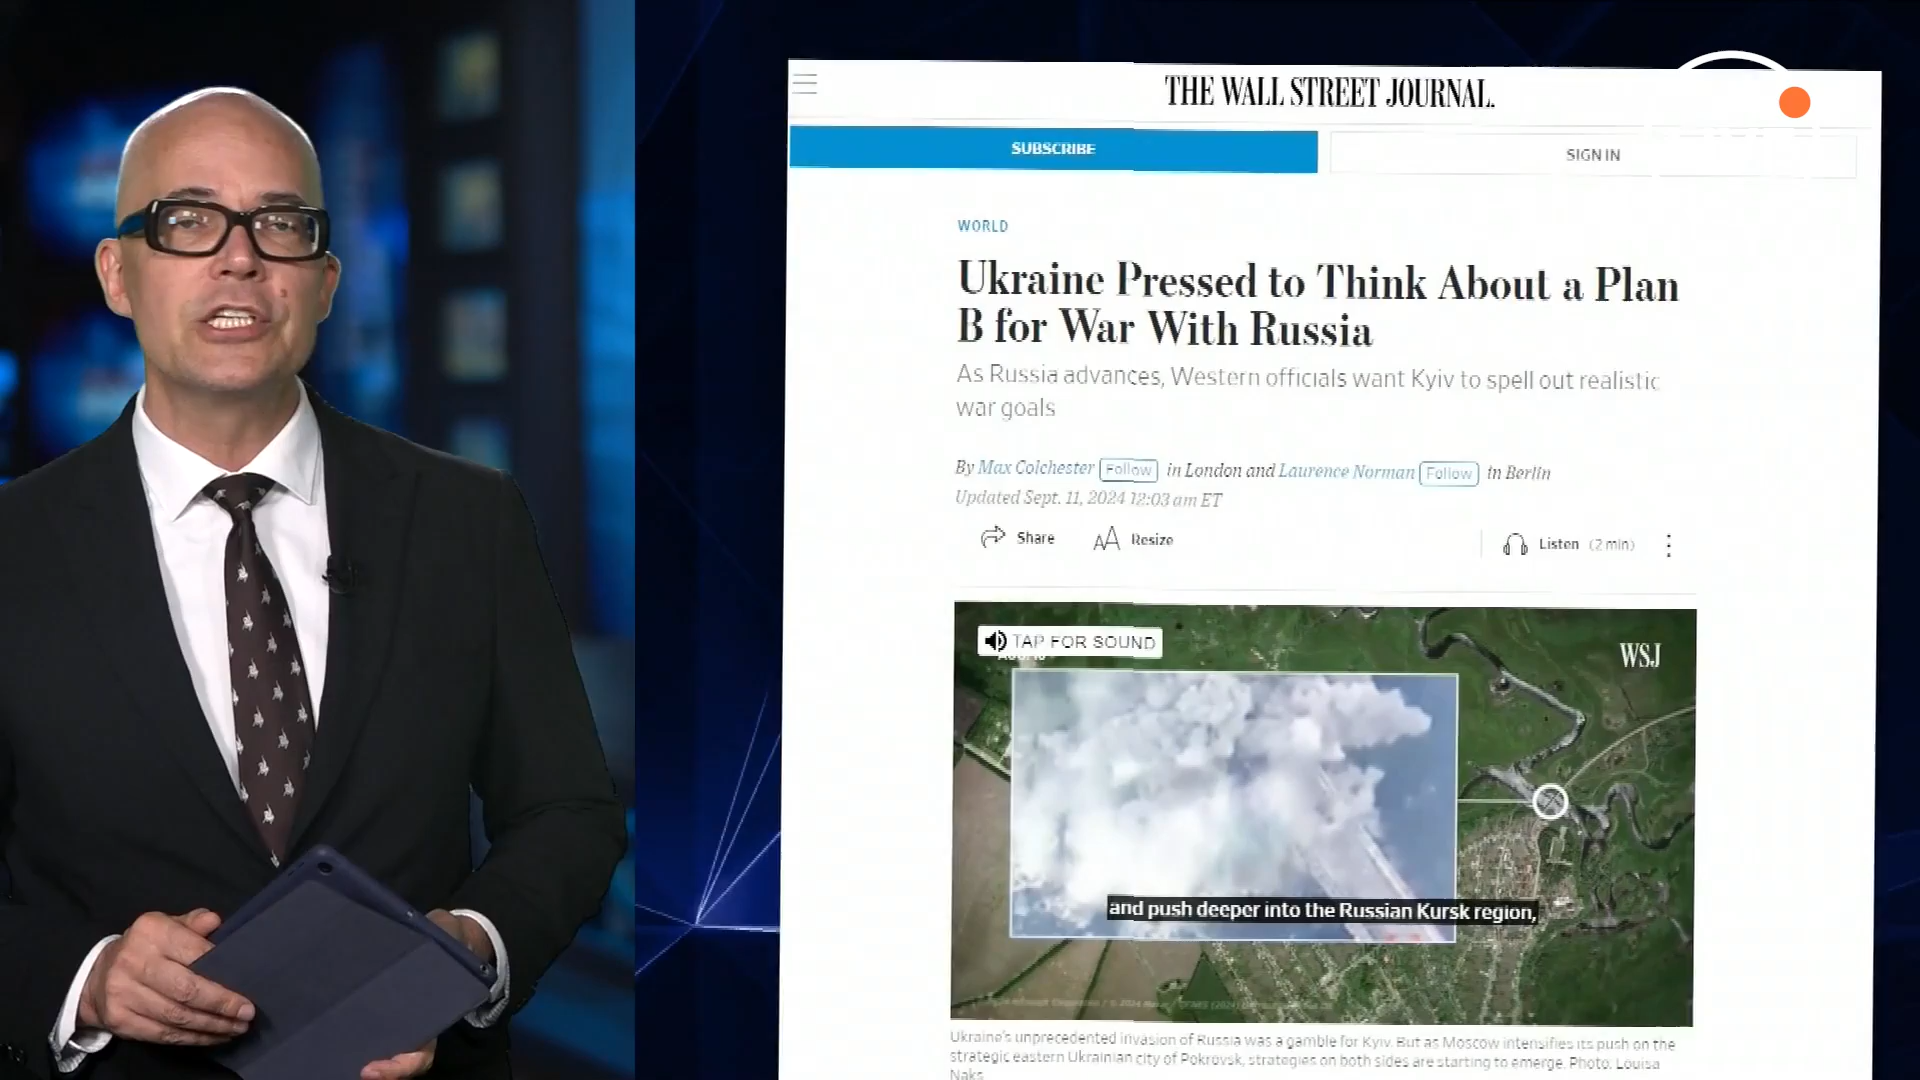 THE WALL STREET JOURNAL.
SUBSCRIBE
SIGN IN
WORLD
Ukraine Pressed to Think About a Plan
B for War With Russia
As Russia advances, Western officials want Kyiv to spell out realistic
war goals
By Max Colchester Follow in London and Laurence Norman Follow in Berlin
Updated Sept. 11, 2024 12:03 am ET
Share
AA Resize
Listen (2 min)
TAP FOR SOUND
WSJ
and push deeper into the Russian Kursk region,
Ukraine's unprecedented invasion of Russia was a gamble for Kyiv. But as Moscow intensifies its push on the
strategic eastern Ukrainian city of Pokrovsk, strategies on both sides are starting to emerge. Photo: Louisa
Naks